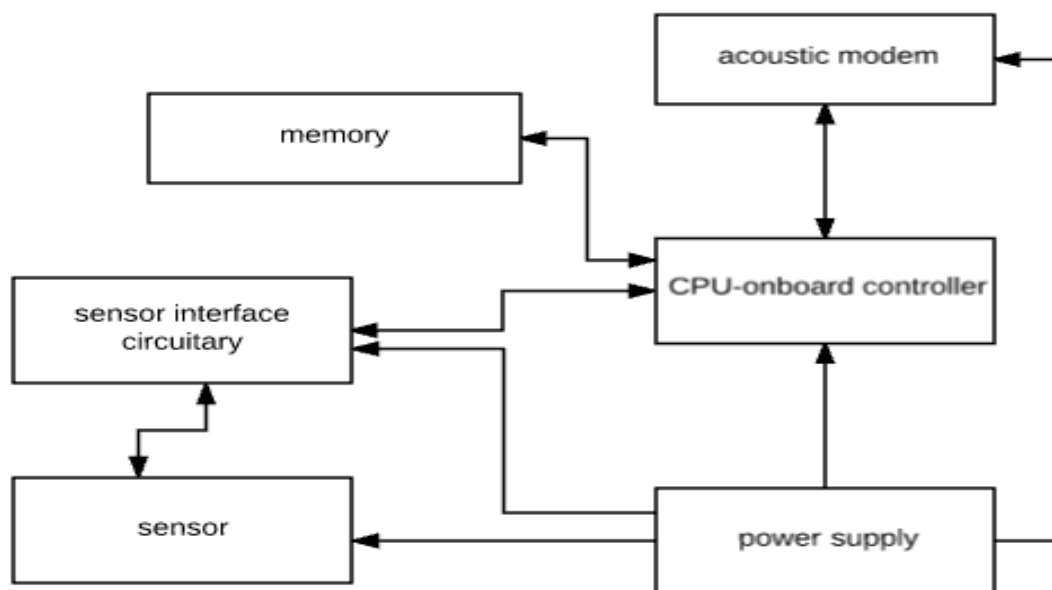 acoustic modem
memory
CPU-onboard controller
sensor interface
circuitary
sensor
power supply